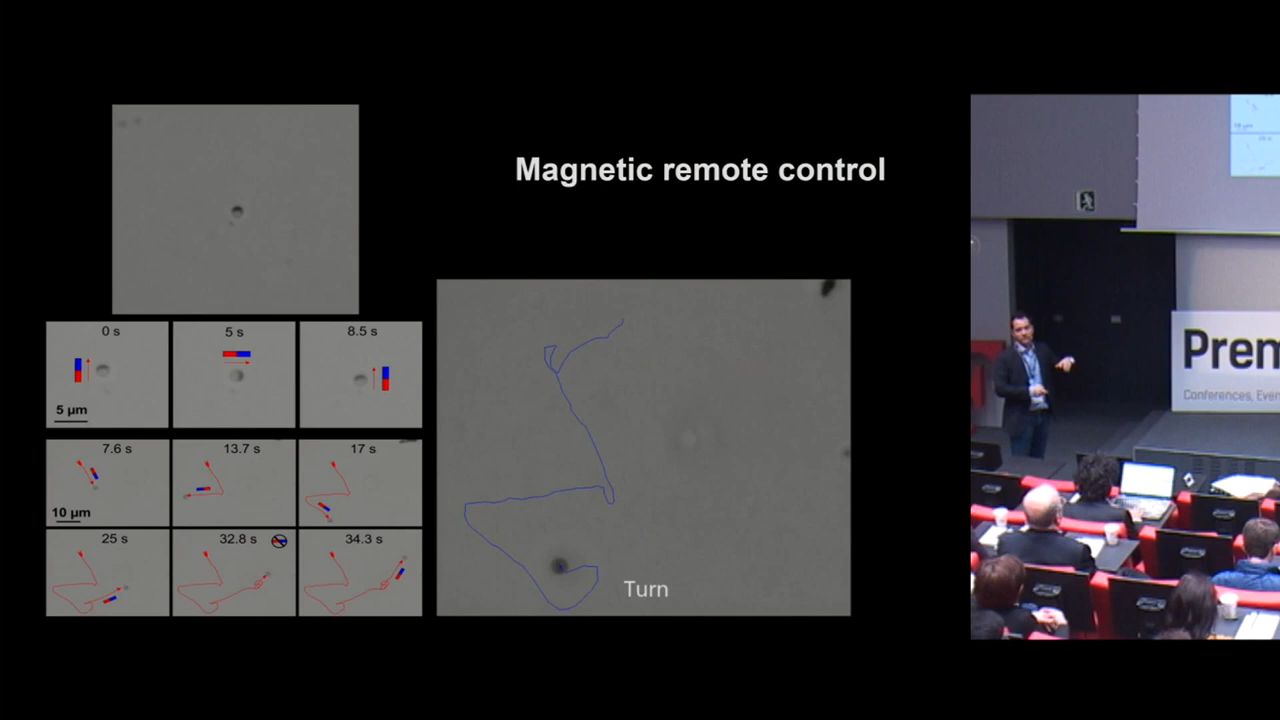 Magnetic remote control
0 s
5 s
8.5 s
5 µm
7.6 s
13.7 s
17 s
10 µm
25 s
32.8 s
34.3 s
Turn
Prem
Conferences, Even